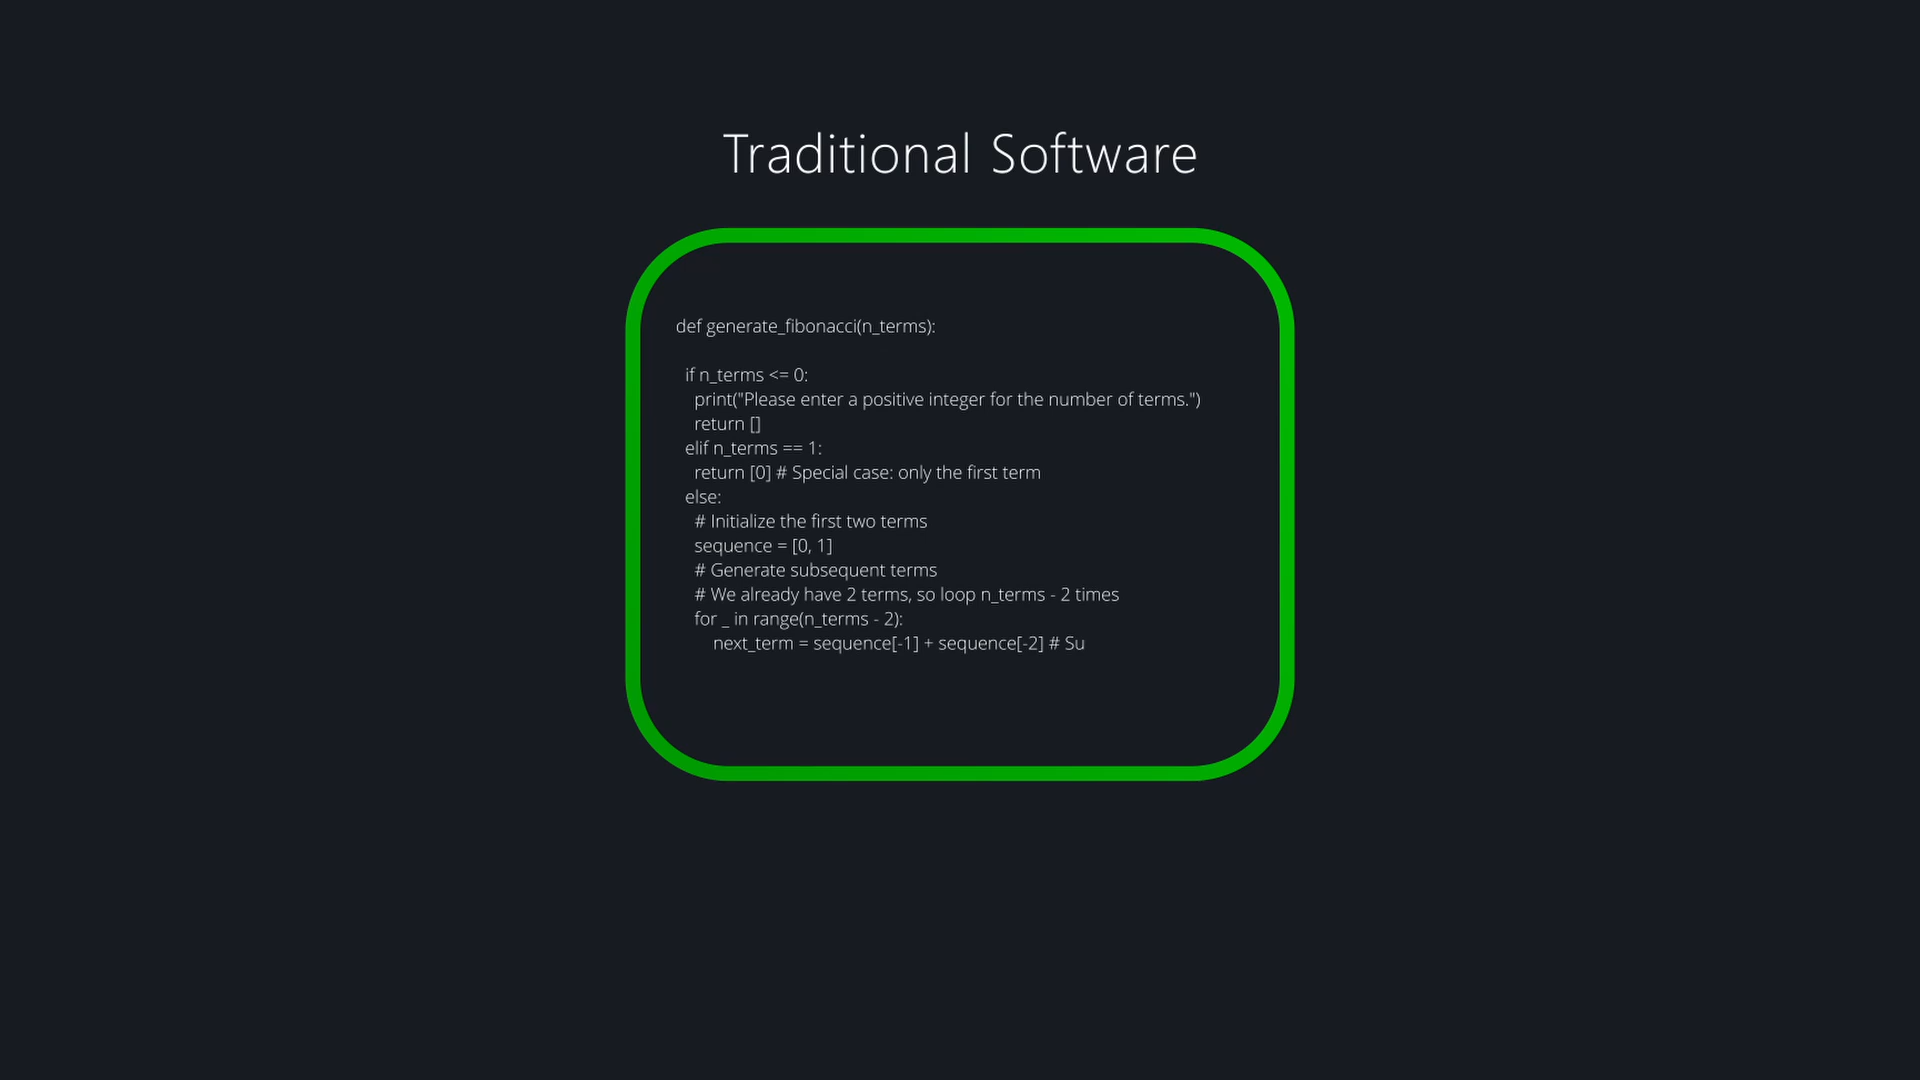 Traditional Software
def generate_fibonacci(n_terms):
if n_terms <= 0:
print("Please enter a positive integer for the number of terms.")
return []
elif n_terms == 1:
return [0] # Special case: only the first term
else:
# Initialize the first two terms
sequence = [0, 1]
# Generate subsequent terms
# We already have 2 terms, so loop n_terms - 2 times
for _ in range(n_terms - 2):
next_term = sequence[-1] + sequence[-2] # Su